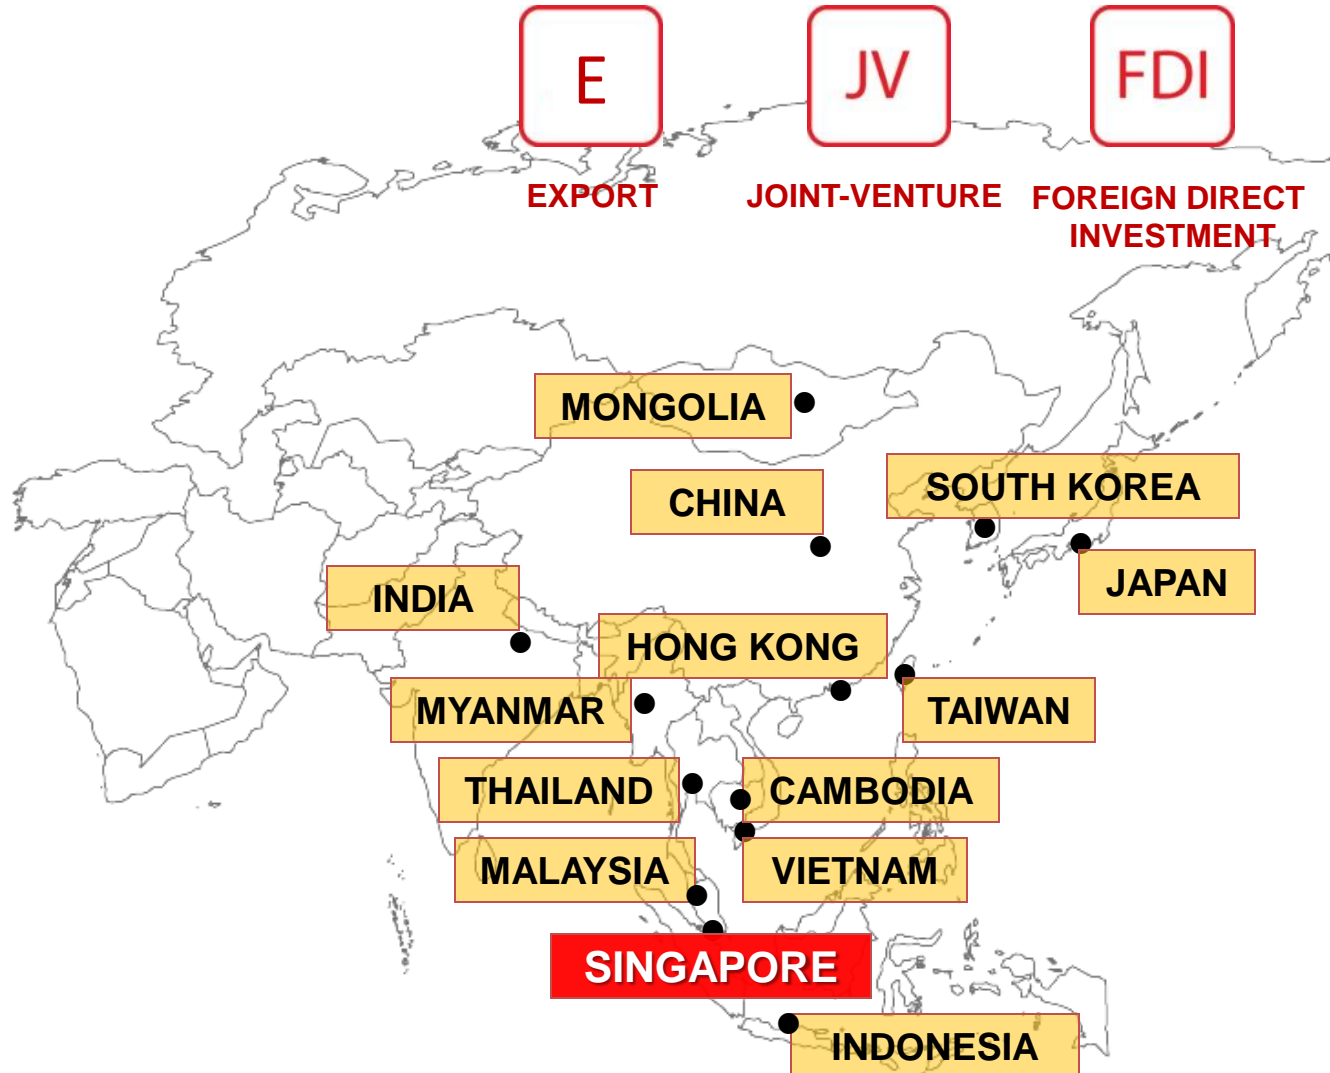 E
JV
FDI
EXPORT
JOINT-VENTURE
FOREIGN DIRECT
INVESTMENT
MONGOLIA
CHINA
SOUTH KOREA
JAPAN
INDIA
HONG KONG
MYANMAR
TAIWAN
THAILAND
CAMBODIA
MALAYSIA
VIETNAM
SINGAPORE
INDONESIA